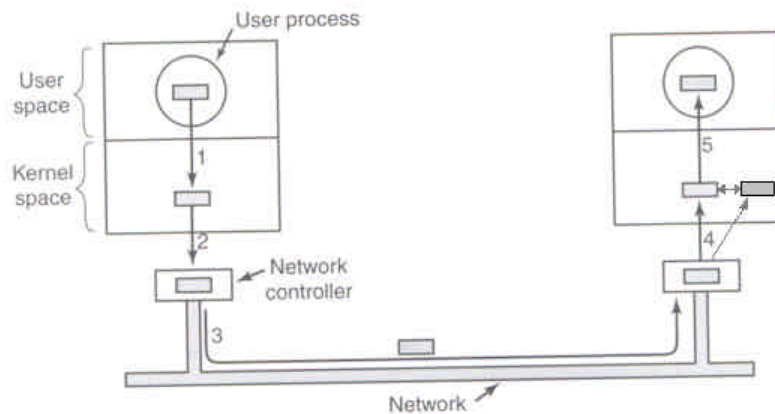 User process
User
space
1
5
Kernel
space
2
4
Network
controller
3
Network